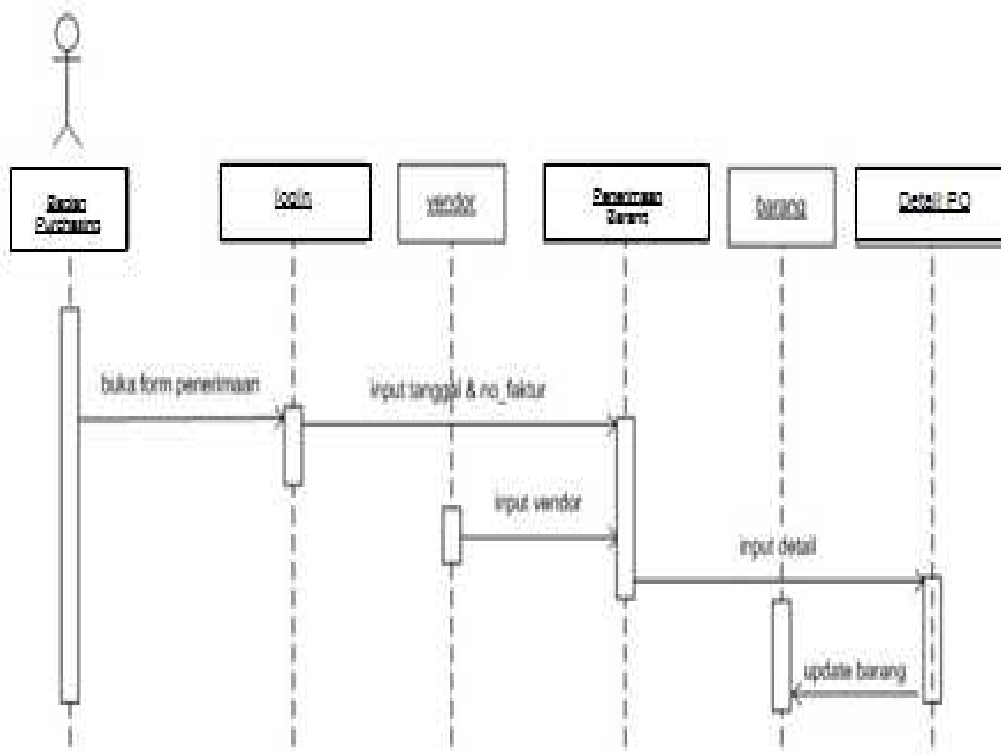 Bagian
Purchasing
login
vendor
Penerimaan
Barang
barang
Detail PO
buka form penerimaan
input tanggal & no_faktur
input vendor
input detail
update barang